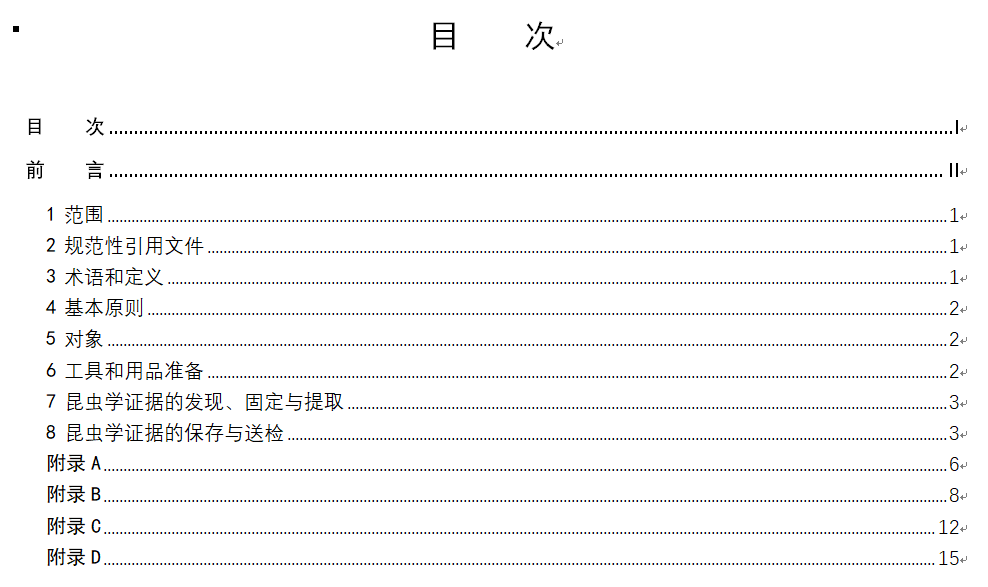 目 次
目 次 I
前 言 II
1 范围 1
2 规范性引用文件 1
3 术语和定义 1
4 基本原则 2
5 对象 2
6 工具和用品准备 2
7 昆虫学证据的发现、固定与提取 3
8 昆虫学证据的保存与送检 3
附录 A 6
附录 B 8
附录 C 12
附录 D 15